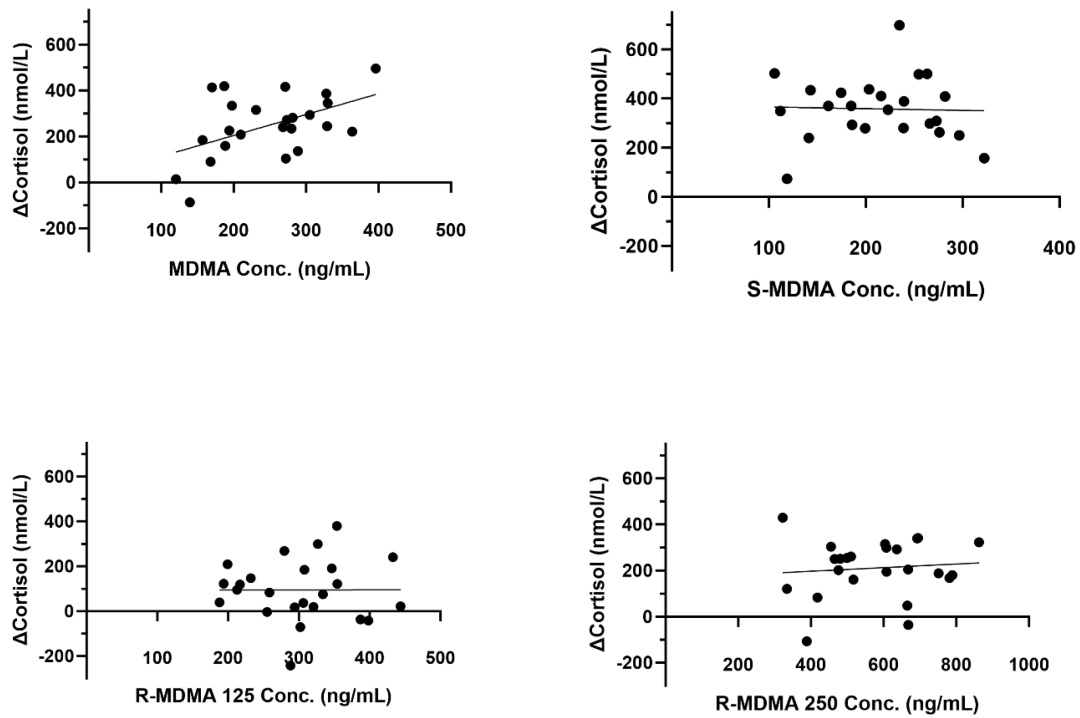 ΔCortisol (nmol/L)
600
400
200
0
-200
100 200 300 400 500
MDMA Conc. (ng/mL)
ΔCortisol (nmol/L)
600
400
200
0
-200
100 200 300 400
S-MDMA Conc. (ng/mL)
ΔCortisol (nmol/L)
600
400
200
0
-200
100 200 300 400 500
R-MDMA 125 Conc. (ng/mL)
ΔCortisol (nmol/L)
600
400
200
0
-200
200 400 600 800 1000
R-MDMA 250 Conc. (ng/mL)